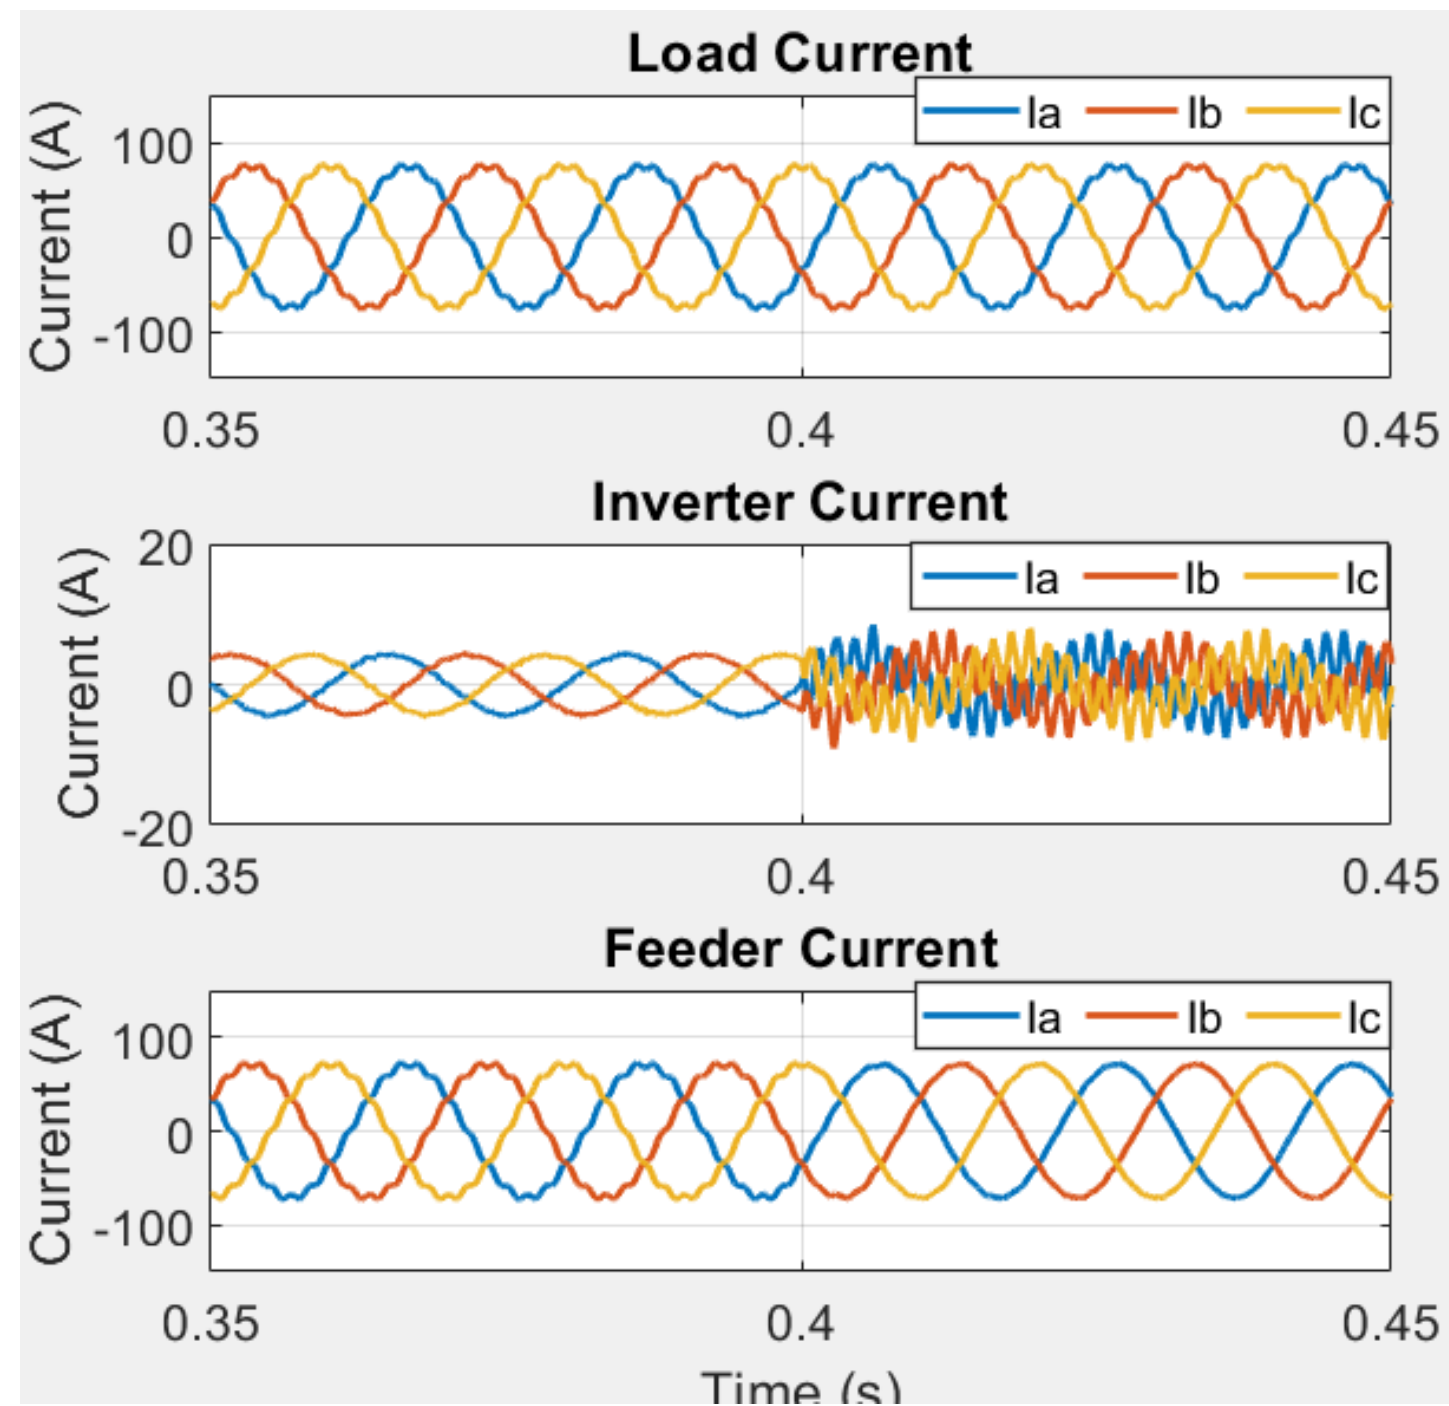 Load Current
Ia Ib Ic
Current (A)
100
0
-100
0.35 0.4 0.45
Inverter Current
Ia Ib Ic
Current (A)
20
0
-20
0.35 0.4 0.45
Feeder Current
Ia Ib Ic
Current (A)
100
0
-100
0.35 0.4 0.45
Time (s)